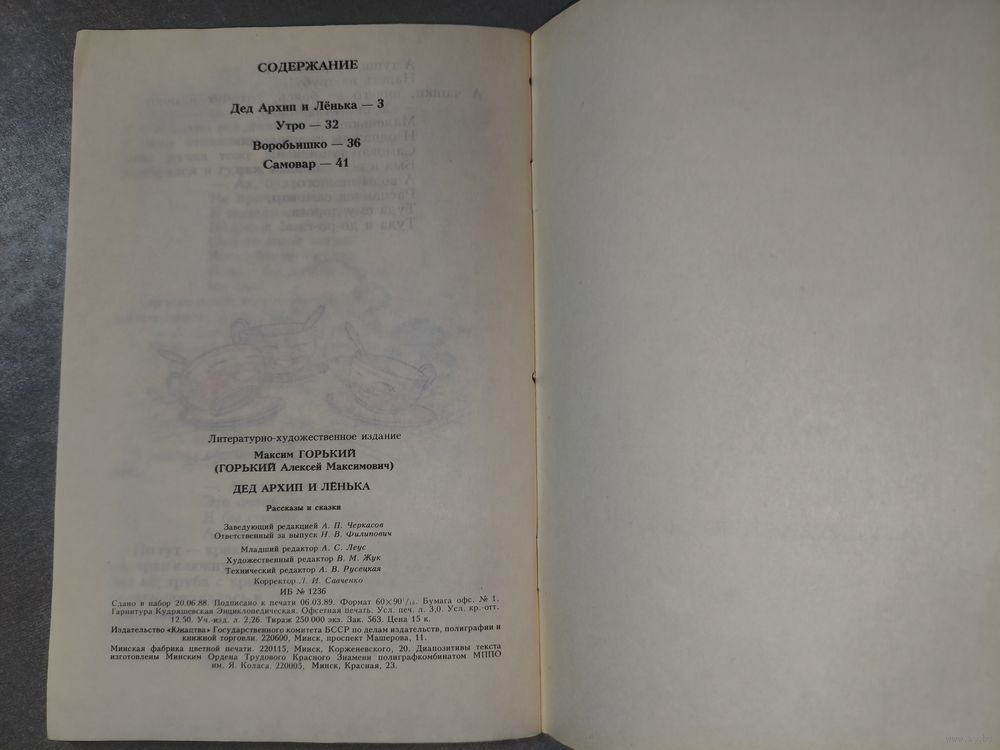 СОДЕРЖАНИЕ
Дед Архип и Лёнька — 3
Утро — 32
Воробьишко — 36
Самовар — 41
Литературно-художественное издание
Максим ГОРЬКИЙ
(ГОРЬКИЙ Алексей Максимович)
ДЕД АРХИП И ЛЁНЬКА
Рассказы и сказки
Заведующий редакцией А. П. Черкасов
Ответственный за выпуск Н. В. Филипович
Младший редактор А. С. Леус
Художественный редактор В. М. Жук
Технический редактор А. В. Русецкая
Корректор Л. И. Савченко
ИБ № 1236
Сдано в набор 20.06.88. Подписано к печати 06.03.89. Формат 60×90¹/₁₆. Бумага офс. № 1.
Гарнитура Кудряшевская Энциклопедическая. Офсетная печать. Усл. печ. л. 3,0. Усл. кр.-отт.
12,50. Уч.-изд. л. 2,26. Тираж 250 000 экз. Зак. 563. Цена 15 к.
Издательство «Юнацтва» Государственного комитета БССР по делам издательств, полиграфии и
книжной торговли. 220600, Минск, проспект Машерова, 11.
Минская фабрика цветной печати. 220115, Минск, Корженевского, 20. Диапозитивы текста
изготовлены Минским Ордена Трудового Красного Знамени полиграфкомбинатом МППО
им. Я. Коласа. 220005, Минск, Красная, 23.